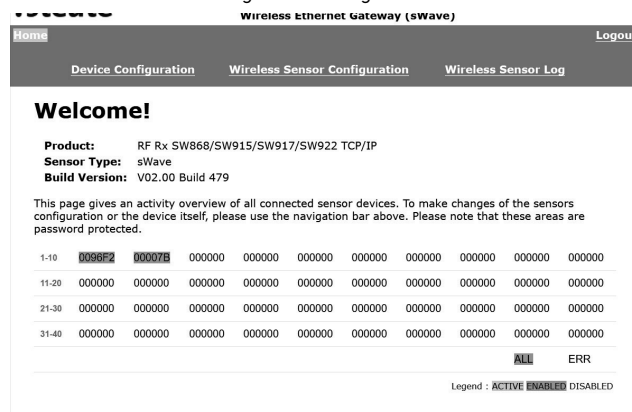 Wireless Ethernet Gateway (sWave)
Home Logou
Device Configuration Wireless Sensor Configuration Wireless Sensor Log
Welcome!
Product: RF Rx SW868/SW915/SW917/SW922 TCP/IP
Sensor Type: sWave
Build Version: V02.00 Build 479
This page gives an activity overview of all connected sensor devices. To make changes of the sensors
configuration or the device itself, please use the navigation bar above. Please note that these areas are
password protected.
1-10 0096F2 00007B 000000 000000 000000 000000 000000 000000 000000 000000
11-20 000000 000000 000000 000000 000000 000000 000000 000000 000000 000000
21-30 000000 000000 000000 000000 000000 000000 000000 000000 000000 000000
31-40 000000 000000 000000 000000 000000 000000 000000 000000 000000 000000
ALL ERR
Legend : ACTIVE ENABLED DISABLED